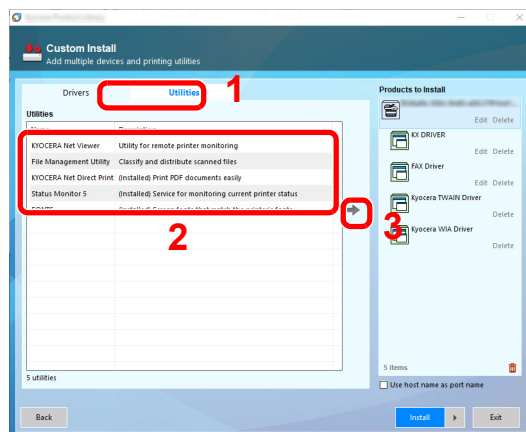 Custom Install
Add multiple devices and printing utilities
1
Drivers
Utilities
Products to Install
Utilities
Edit Delete
KYOCERA Net Viewer Utility for remote printer monitoring
KX DRIVER
Edit Delete
File Management Utility Classify and distribute scanned files
FAX Driver
Edit Delete
KYOCERA Net Direct Print (Installed) Print PDF documents easily
Status Monitor 5 (Installed) Service for monitoring current printer status
Kyocera TWAIN Driver
Delete
2
3
Kyocera WIA Driver
Delete
5 items
5 utilities
Use host name as port name
Back
Install
Exit